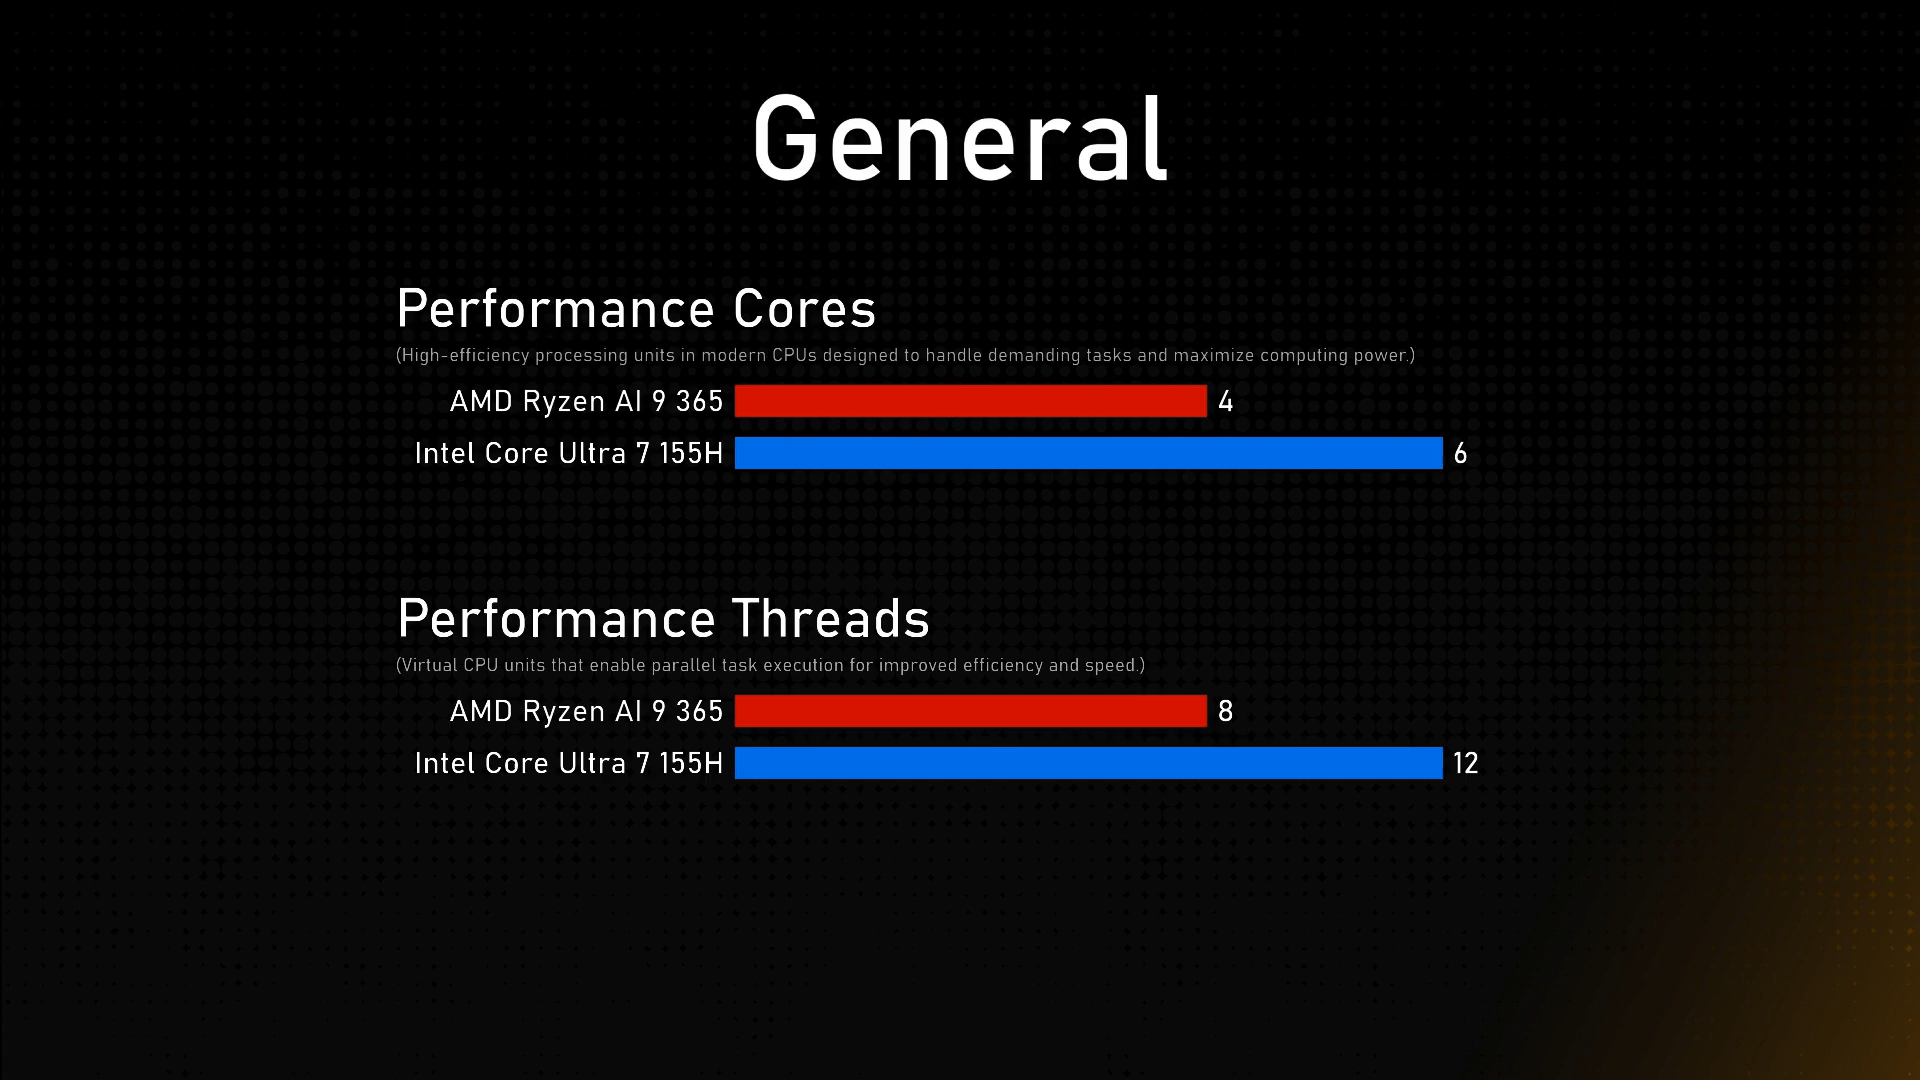 General
Performance Cores
(High-efficiency processing units in modern CPUs designed to handle demanding tasks and maximize computing power.)
AMD Ryzen AI 9 365 4
Intel Core Ultra 7 155H 6
Performance Threads
(Virtual CPU units that enable parallel task execution for improved efficiency and speed.)
AMD Ryzen AI 9 365 8
Intel Core Ultra 7 155H 12